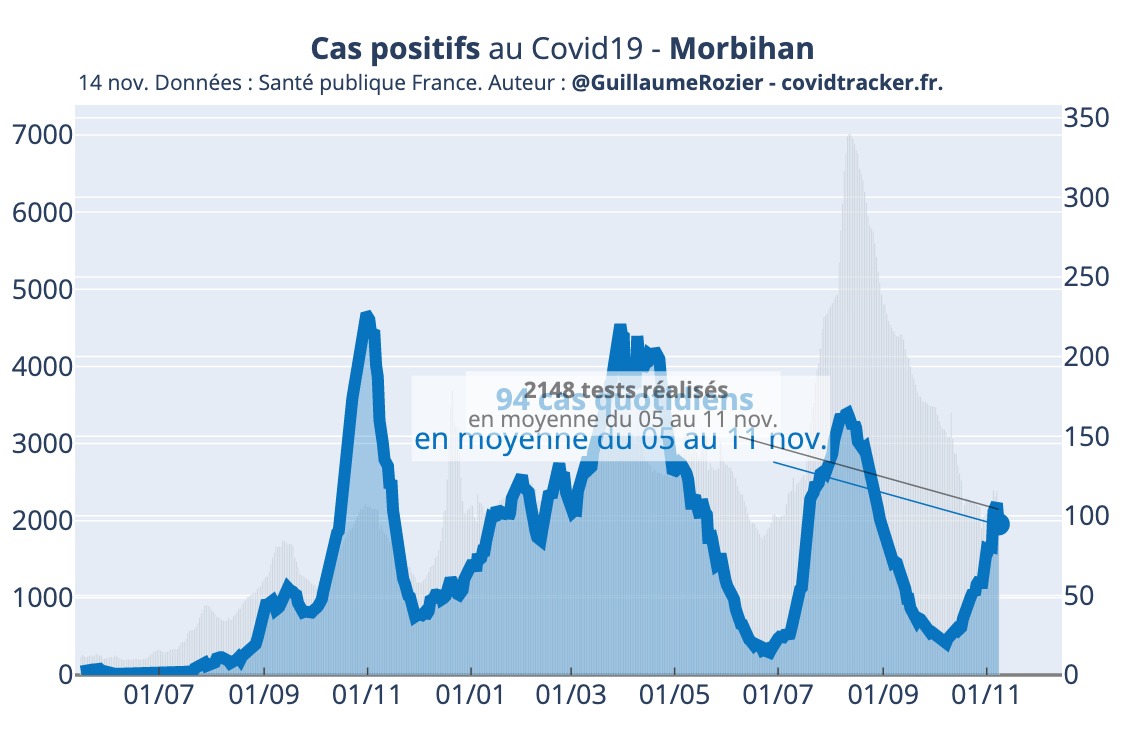 Cas positifs au Covid19 - Morbihan
14 nov. Données : Santé publique France. Auteur : @GuillaumeRozier - covidtracker.fr.
7000
6000
5000
4000
3000
2000
1000
0
350
300
250
200
150
100
50
0
2148 tests réalisés
en moyenne du 05 au 11 nov.
94 cas quotidiens
en moyenne du 05 au 11 nov.
01/07 01/09 01/11 01/01 01/03 01/05 01/07 01/09 01/11